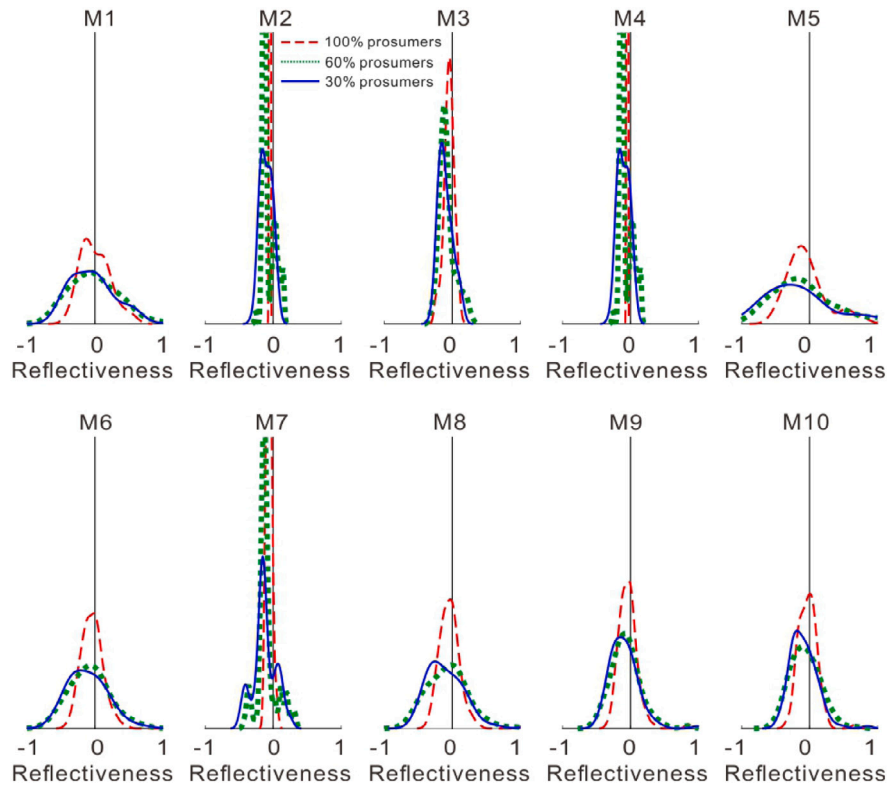 M1 M2 M3 M4 M5
100% prosumers
60% prosumers
30% prosumers
-1 0 1 -1 0 1 -1 0 1 -1 0 1 -1 0 1
Reflectiveness Reflectiveness Reflectiveness Reflectiveness Reflectiveness
M6 M7 M8 M9 M10
-1 0 1 -1 0 1 -1 0 1 -1 0 1 -1 0 1
Reflectiveness Reflectiveness Reflectiveness Reflectiveness Reflectiveness